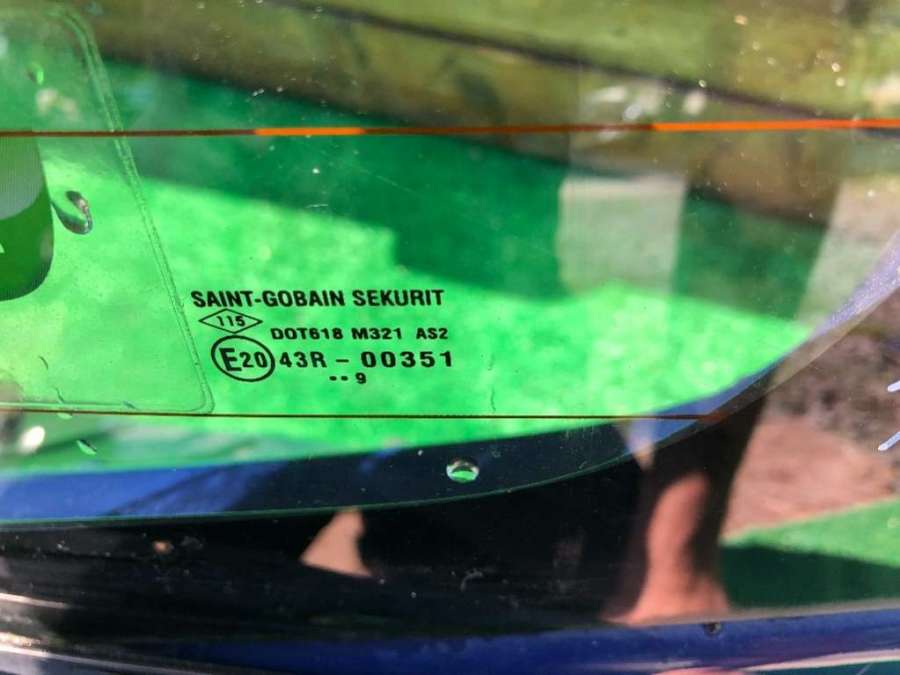 SAINT-GOBAIN SEKURIT
115
DOT618 M321 AS2
E20 43R - 00351
•• 9